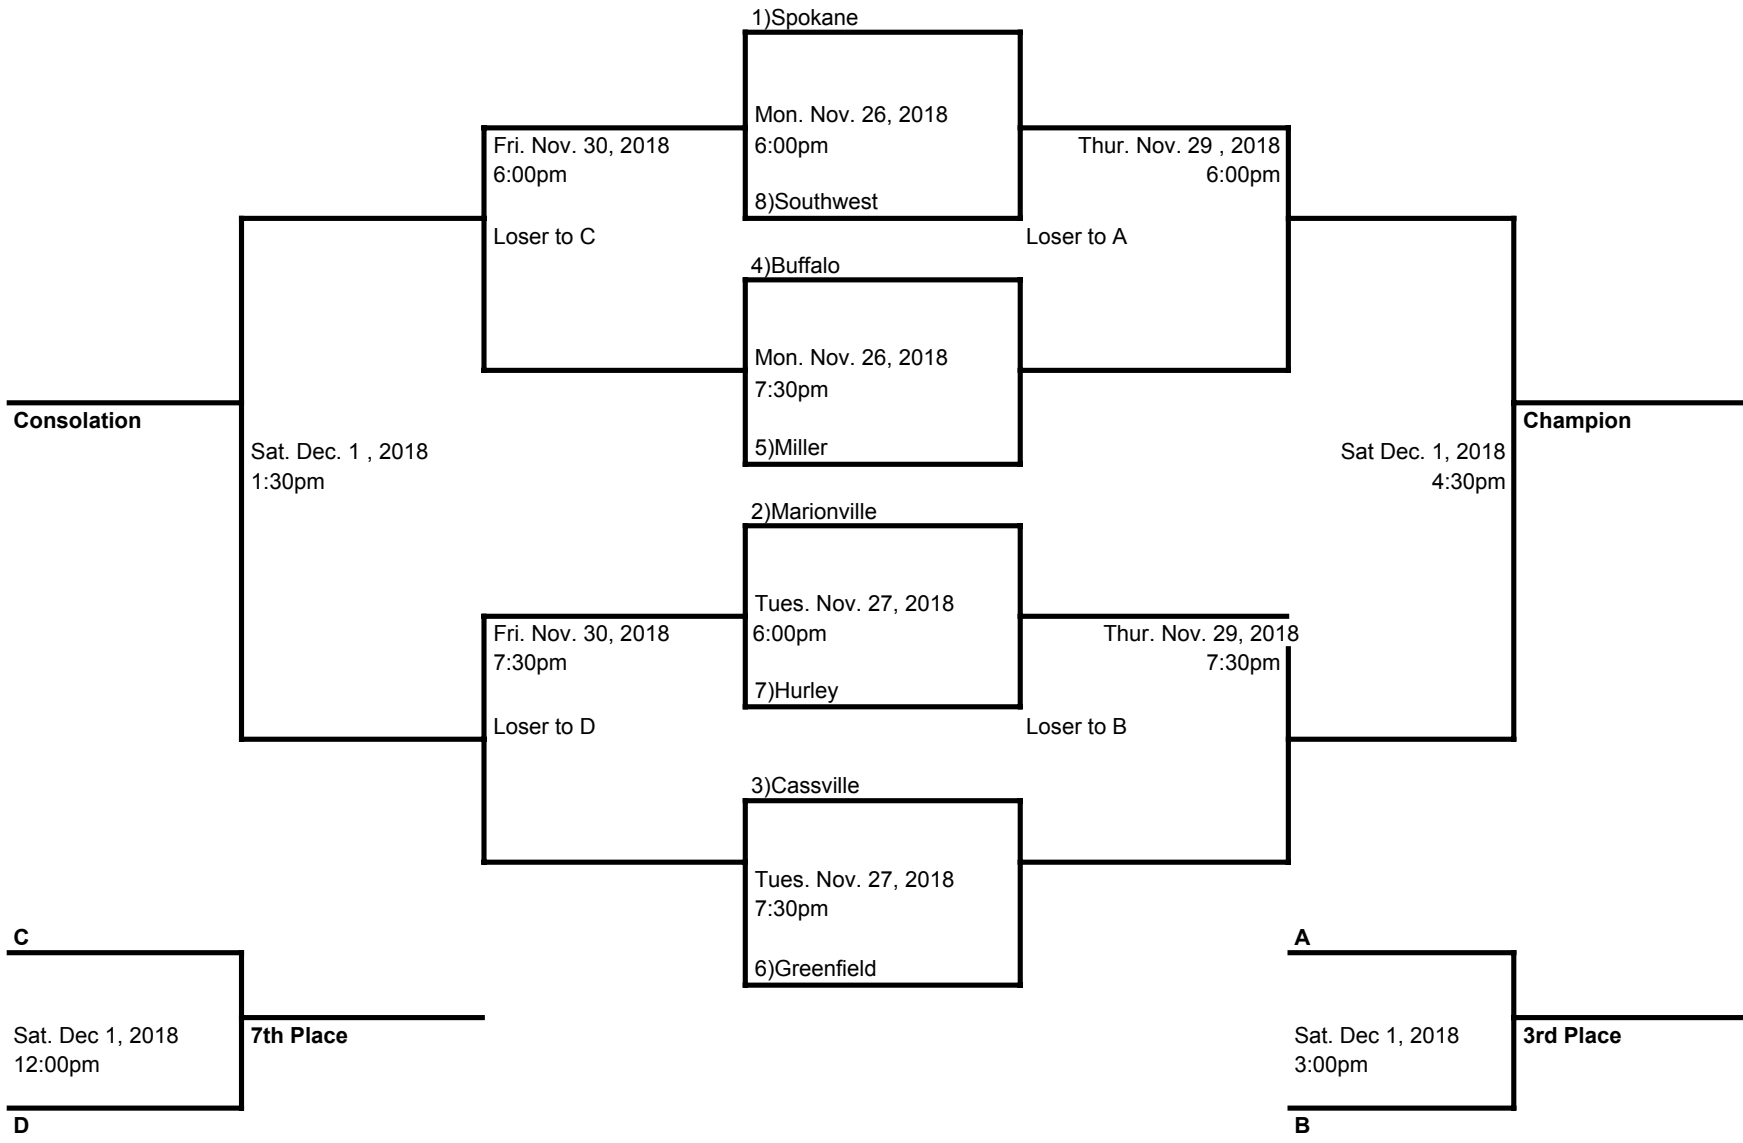 1)Spokane
Mon. Nov. 26, 2018
6:00pm
8)Southwest
Fri. Nov. 30, 2018
6:00pm
Loser to C
Thur. Nov. 29 , 2018
6:00pm
Loser to A
4)Buffalo
Mon. Nov. 26, 2018
7:30pm
5)Miller
Consolation
Sat. Dec. 1 , 2018
1:30pm
Champion
Sat Dec. 1, 2018
4:30pm
2)Marionville
Tues. Nov. 27, 2018
6:00pm
7)Hurley
Fri. Nov. 30, 2018
7:30pm
Loser to D
Thur. Nov. 29, 2018
7:30pm
Loser to B
3)Cassville
Tues. Nov. 27, 2018
7:30pm
6)Greenfield
C
Sat. Dec 1, 2018
12:00pm
D
7th Place
A
Sat. Dec 1, 2018
3:00pm
B
3rd Place